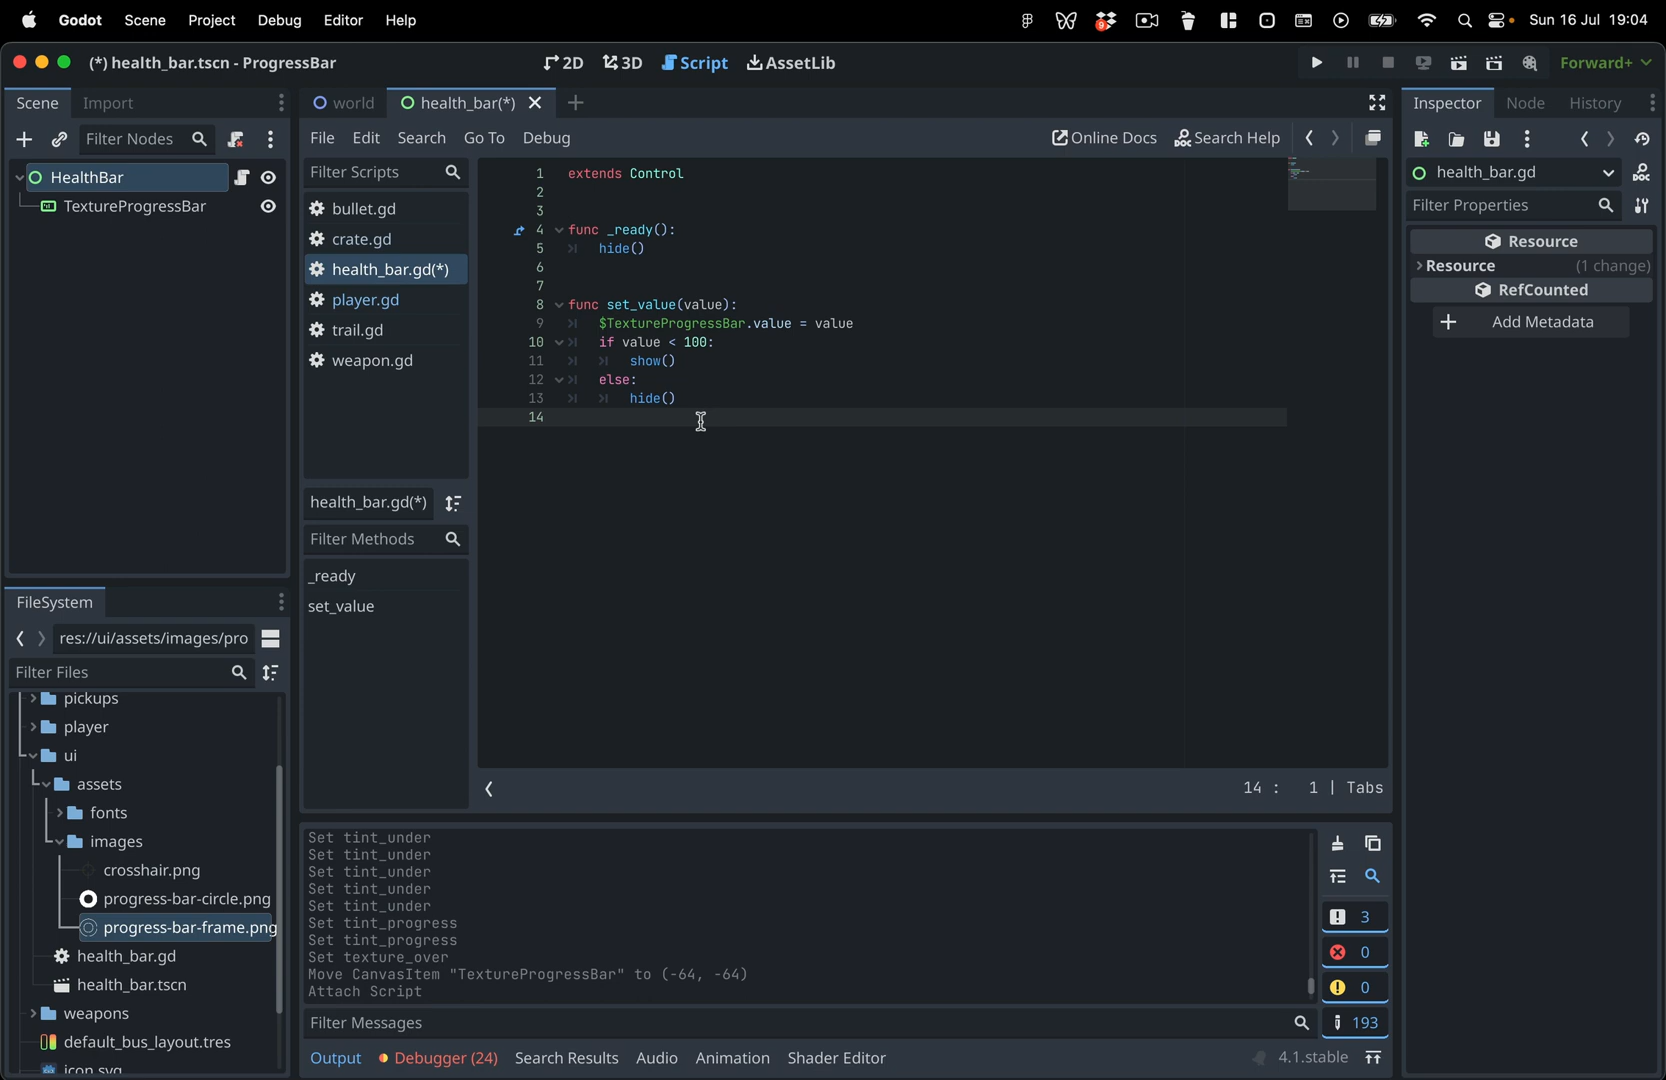 Godot Scene Project Debug Editor Help
9
Sun 16 Jul 19:04
(*) health_bar.tscn - ProgressBar
2D 3D Script AssetLib
Forward+
Scene Import
world health_bar(*)
Inspector Node History
Filter Nodes
File Edit Search Go To Debug
Online Docs Search Help
HealthBar
TextureProgressBar
Filter Scripts
bullet.gd
crate.gd
health_bar.gd(*)
player.gd
trail.gd
weapon.gd
health_bar.gd(*)
Filter Methods
_ready
set_value
1 extends Control
2
3
4 func _ready():
5 hide()
6
7
8 func set_value(value):
9 $TextureProgressBar.value = value
10 if value < 100:
11 show()
12 else:
13 hide()
14
14 : 1 | Tabs
health_bar.gd
Filter Properties
Resource
Resource (1 change)
RefCounted
Add Metadata
FileSystem
res://ui/assets/images/pro
Filter Files
pickups
player
ui
assets
fonts
images
crosshair.png
progress-bar-circle.png
progress-bar-frame.png
health_bar.gd
health_bar.tscn
weapons
default_bus_layout.tres
icon.svg
Set tint_under
Set tint_under
Set tint_under
Set tint_under
Set tint_under
Set tint_progress
Set tint_progress
Set texture_over
Move CanvasItem "TextureProgressBar" to (-64, -64)
Attach Script
3
0
0
193
Filter Messages
Output Debugger (24) Search Results Audio Animation Shader Editor
4.1.stable